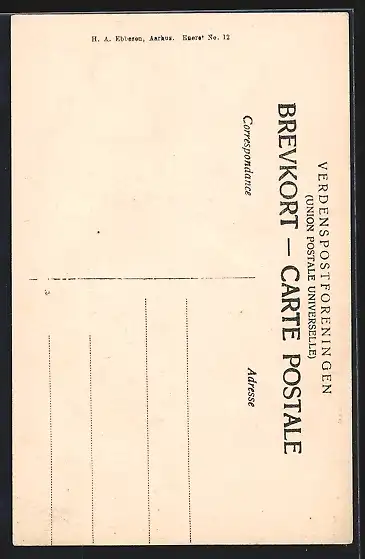 VERDENSPOSTFORENINGEN
(UNION POSTALE UNIVERSELLE)
BREVKORT — CARTE POSTALE
Correspondance
Adresse
H. A. Ebbesen, Aarhus. Eneret No. 12